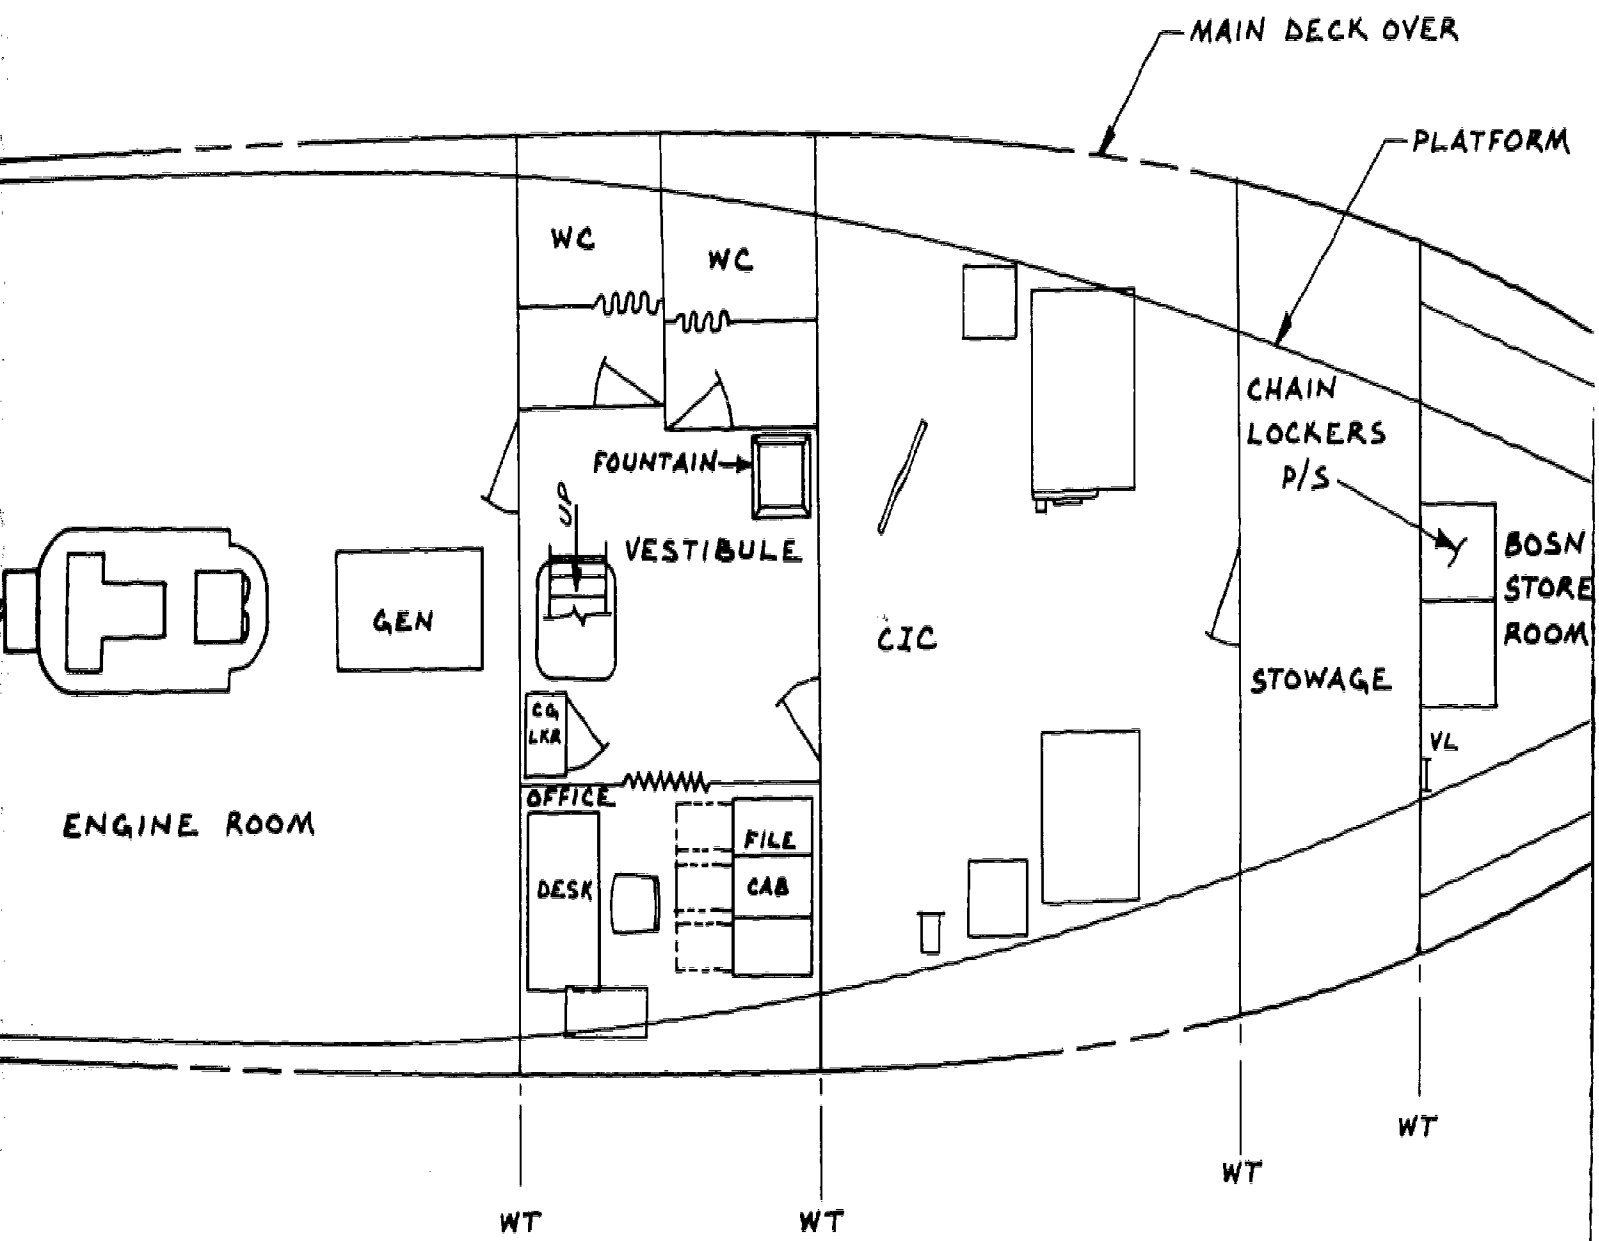 MAIN DECK OVER
PLATFORM
WC
WC
CHAIN
LOCKERS
P/S
FOUNTAIN
UP
VESTIBULE
BOSN
STORE
ROOM
GEN
CIC
STOWAGE
CG
LKR
VL
OFFICE
ENGINE ROOM
FILE
DESK
CAB
WT
WT
WT
WT